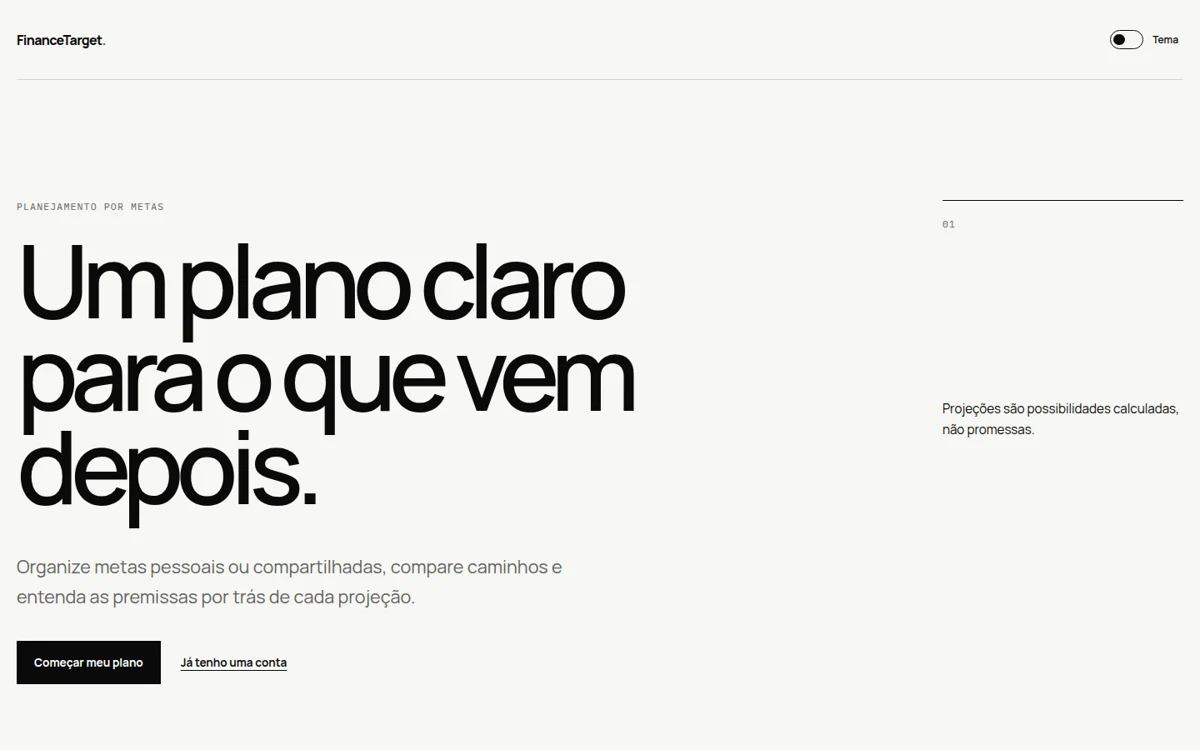 FinanceTarget.
Tema
PLANEJAMENTO POR METAS
Um plano claro
para o que vem
depois.
Organize metas pessoais ou compartilhadas, compare caminhos e
entenda as premissas por trás de cada projeção.
Começar meu plano
Já tenho uma conta
01
Projeções são possibilidades calculadas,
não promessas.